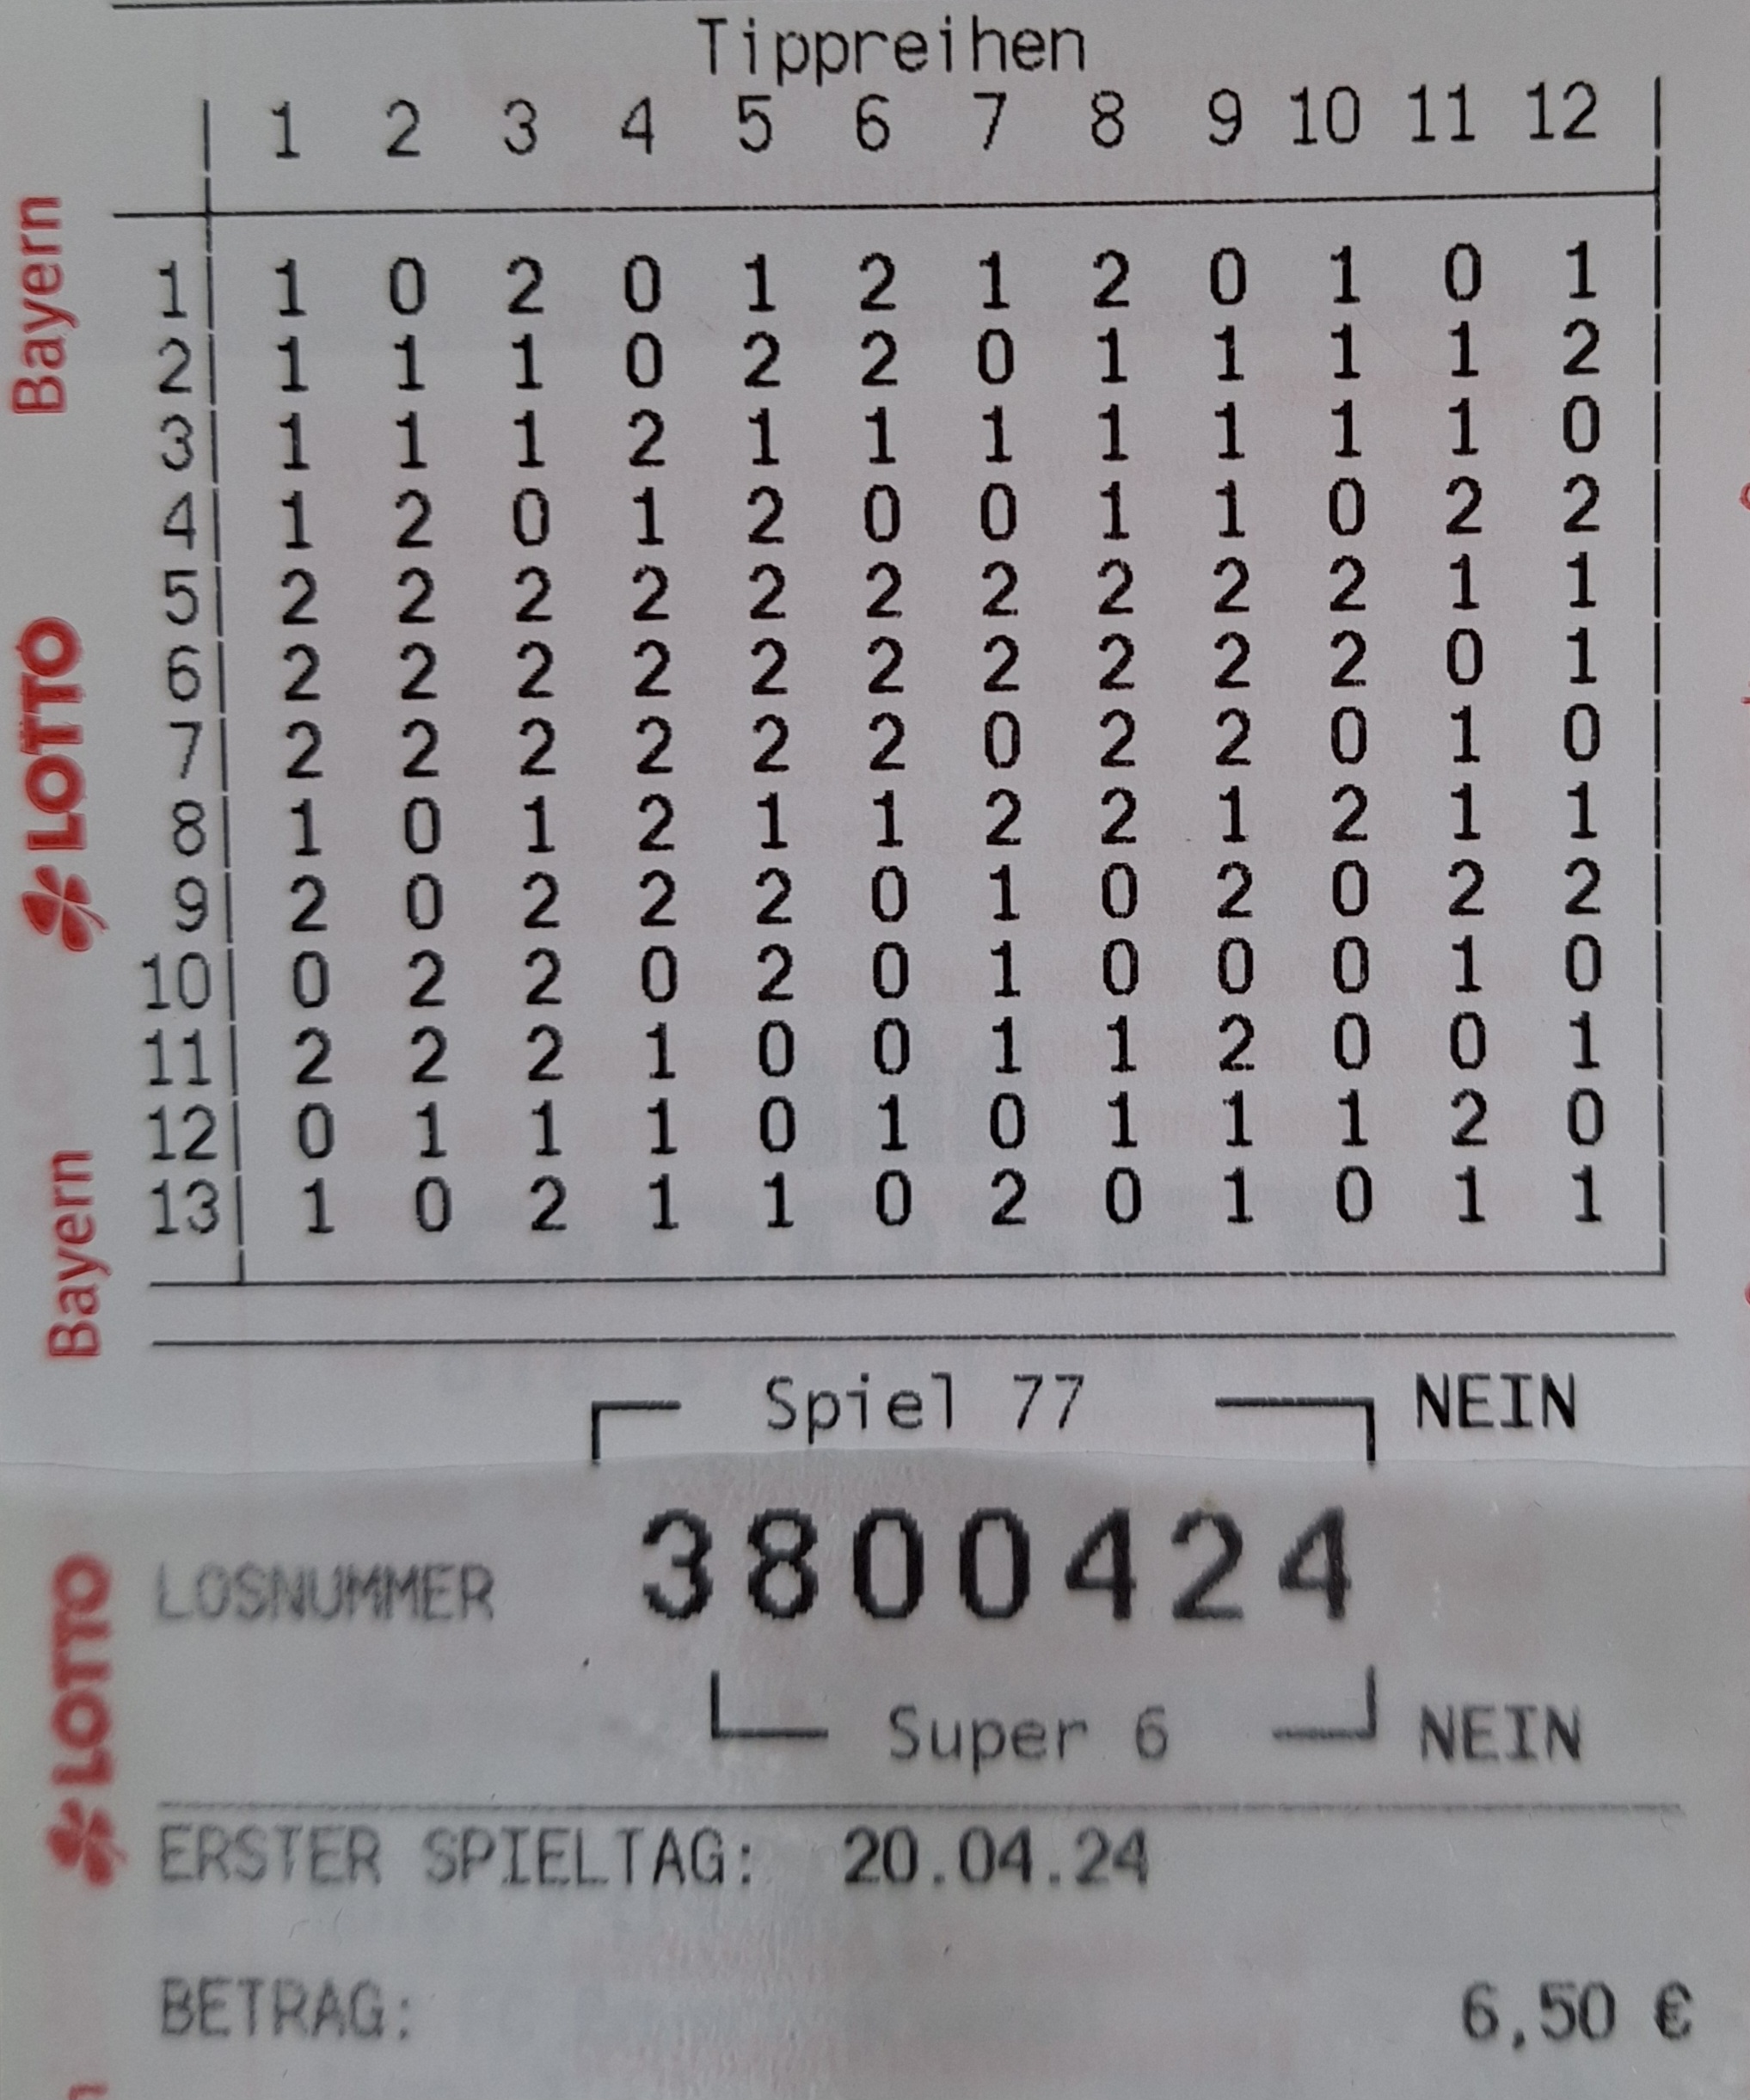 Tippreihen
1 2 3 4 5 6 7 8 9 10 11 12
1 1 0 2 0 1 2 1 2 0 1 0 1
2 1 1 1 0 2 2 0 1 1 1 1 2
3 1 1 1 2 1 1 1 1 1 1 1 0
4 1 2 0 1 2 0 0 1 1 0 2 2
5 2 2 2 2 2 2 2 2 2 2 1 1
6 2 2 2 2 2 2 2 2 2 2 0 1
7 2 2 2 2 2 2 0 2 2 0 1 0
8 1 0 1 2 1 1 2 2 1 2 1 1
9 2 0 2 2 2 0 1 0 2 0 2 2
10 0 2 2 0 2 0 1 0 0 0 1 0
11 2 2 2 1 0 0 1 1 2 0 0 1
12 0 1 1 1 0 1 0 1 1 1 2 0
13 1 0 2 1 1 0 2 0 1 0 1 1
Spiel 77 NEIN
LOSNUMMER 3800424
Super 6 NEIN
ERSTER SPIELTAG: 20.04.24
BETRAG: 6,50 €
LOTTO Bayern
LOTTO Bayern